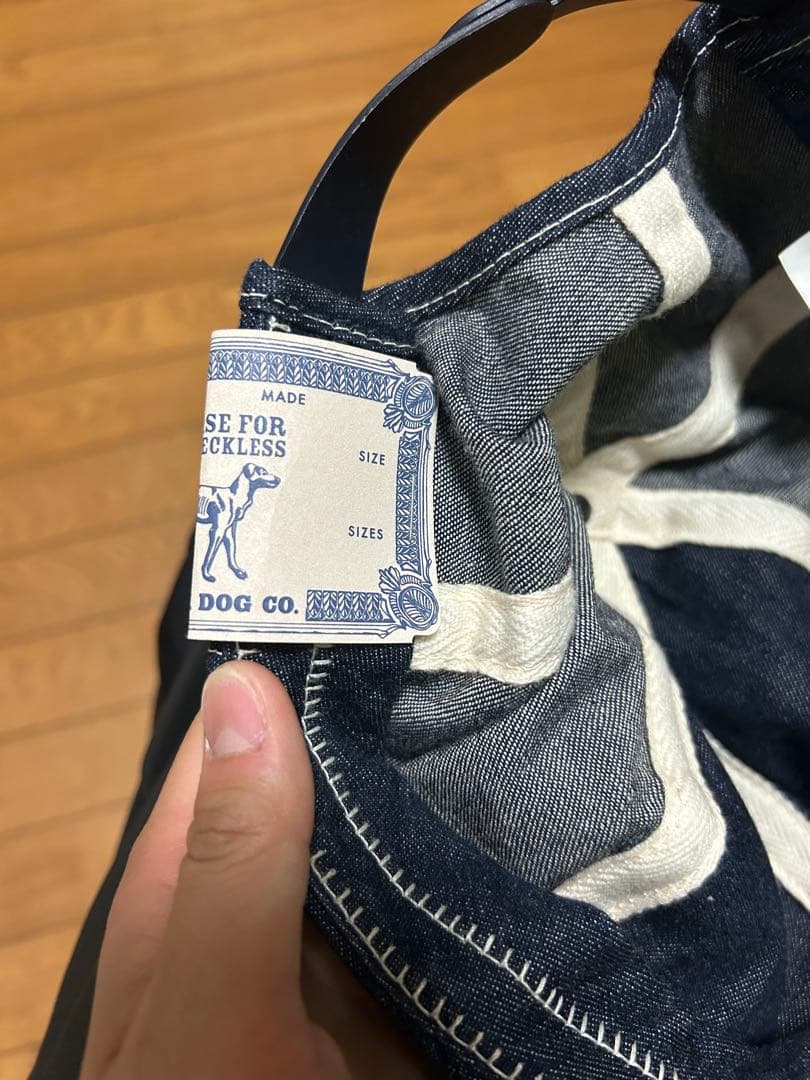 MADE
SE FOR
ECKLESS
SIZE
SIZES
DOG CO.